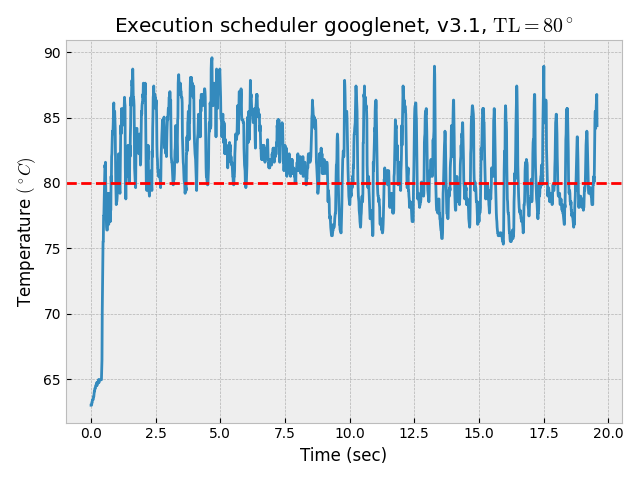 Execution scheduler googlenet, v3.1, TL = 80°
Temperature (°C)
90
85
80
75
70
65
0.0 2.5 5.0 7.5 10.0 12.5 15.0 17.5 20.0
Time (sec)